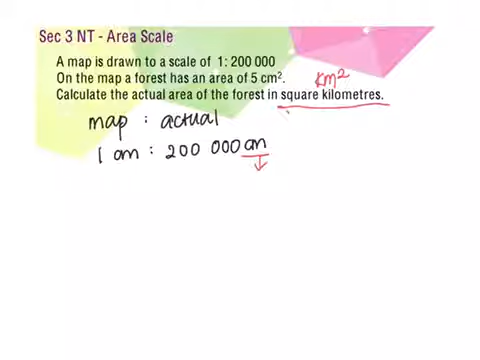 Sec 3 NT - Area Scale
A map is drawn to a scale of 1: 200 000
On the map a forest has an area of 5 cm².
km²
Calculate the actual area of the forest in square kilometres.
map : actual
1 cm : 200 000 cm